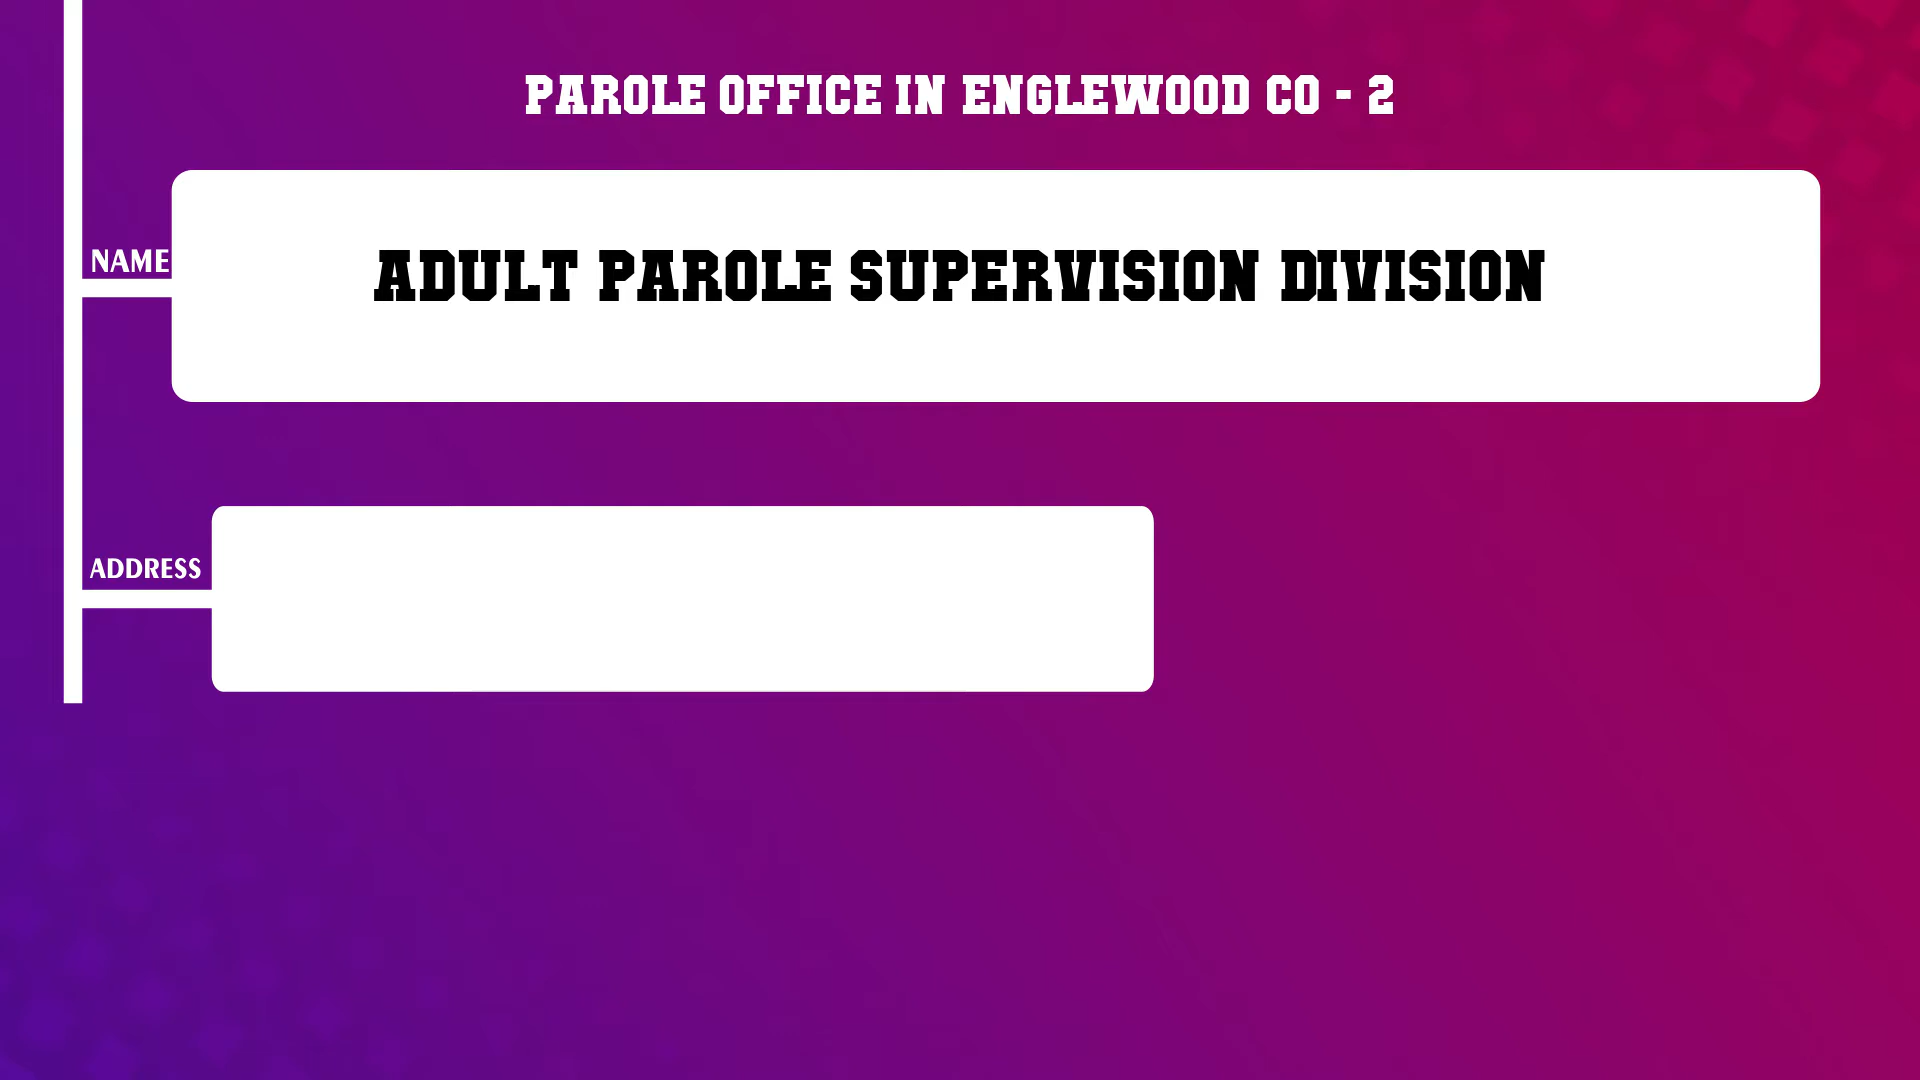 PAROLE OFFICE IN ENGLEWOOD CO - 2
NAME
ADULT PAROLE SUPERVISION DIVISION
ADDRESS